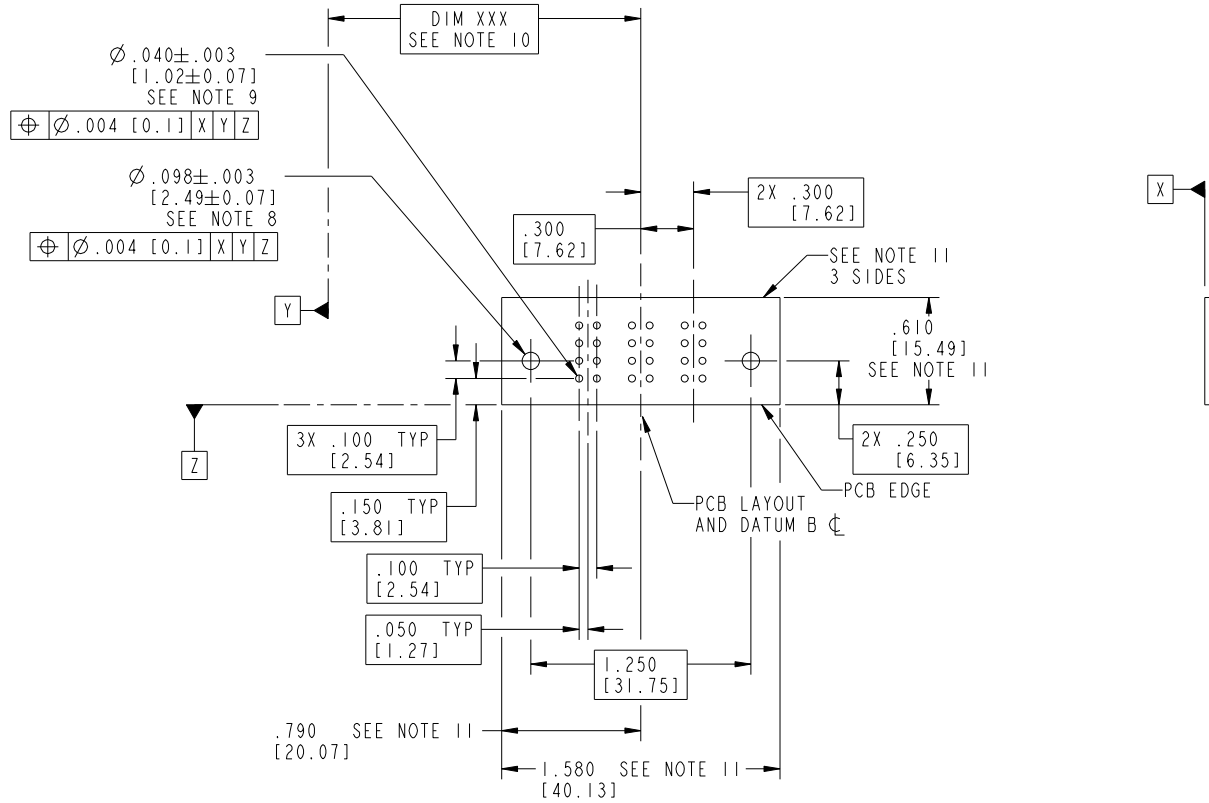 DIM XXX
SEE NOTE 10
Ø.040±.003
[1.02±0.07]
SEE NOTE 9
⌖ Ø.004 [0.1] X Y Z
Ø.098±.003
[2.49±0.07]
SEE NOTE 8
⌖ Ø.004 [0.1] X Y Z
2X .300
[7.62]
X
.300
[7.62]
SEE NOTE 11
3 SIDES
Y
.610
[15.49]
SEE NOTE 11
3X .100 TYP
[2.54]
2X .250
[6.35]
Z
.150 TYP
[3.81]
PCB EDGE
PCB LAYOUT
AND DATUM B ℄
.100 TYP
[2.54]
.050 TYP
[1.27]
1.250
[31.75]
.790 SEE NOTE 11
[20.07]
1.580 SEE NOTE 11
[40.13]